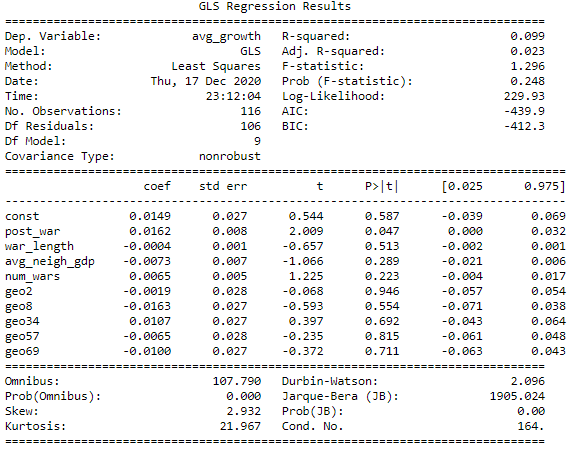 GLS Regression Results
==============================================================================
Dep. Variable: avg_growth R-squared: 0.099
Model: GLS Adj. R-squared: 0.023
Method: Least Squares F-statistic: 1.296
Date: Thu, 17 Dec 2020 Prob (F-statistic): 0.248
Time: 23:12:04 Log-Likelihood: 229.93
No. Observations: 116 AIC: -439.9
Df Residuals: 106 BIC: -412.3
Df Model: 9
Covariance Type: nonrobust
==============================================================================
coef std err t P>|t| [0.025 0.975]
------------------------------------------------------------------------------
const 0.0149 0.027 0.544 0.587 -0.039 0.069
post_war 0.0162 0.008 2.009 0.047 0.000 0.032
war_length -0.0004 0.001 -0.657 0.513 -0.002 0.001
avg_neigh_gdp -0.0073 0.007 -1.066 0.289 -0.021 0.006
num_wars 0.0065 0.005 1.225 0.223 -0.004 0.017
geo2 -0.0019 0.028 -0.068 0.946 -0.057 0.054
geo8 -0.0163 0.027 -0.593 0.554 -0.071 0.038
geo34 0.0107 0.027 0.397 0.692 -0.043 0.064
geo57 -0.0065 0.028 -0.235 0.815 -0.061 0.048
geo69 -0.0100 0.027 -0.372 0.711 -0.063 0.043
==============================================================================
Omnibus: 107.790 Durbin-Watson: 2.096
Prob(Omnibus): 0.000 Jarque-Bera (JB): 1905.024
Skew: 2.932 Prob(JB): 0.00
Kurtosis: 21.967 Cond. No. 164.
==============================================================================